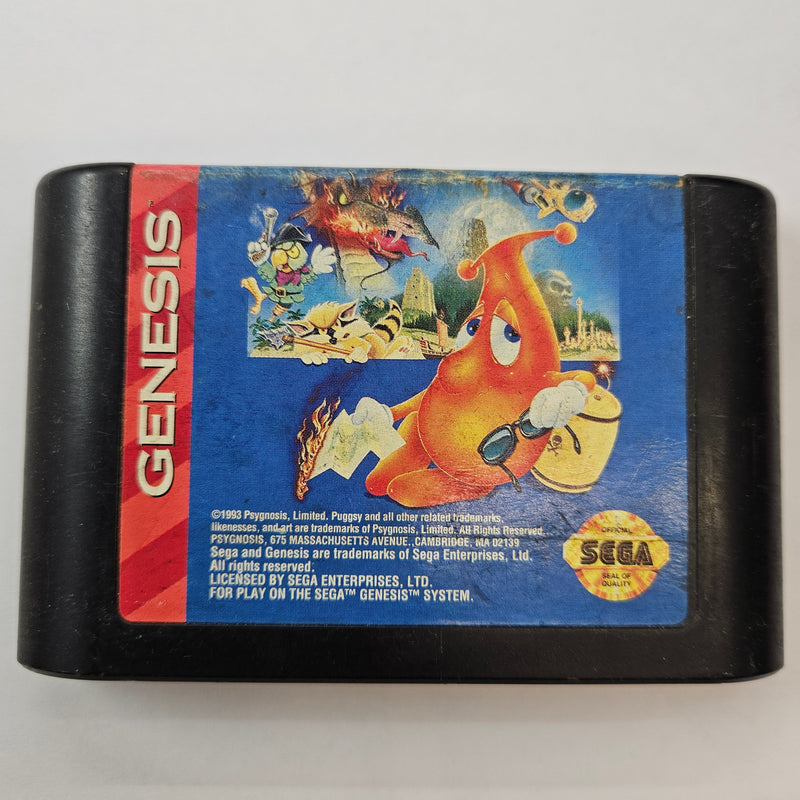 GENESIS
©1993 Psygnosis, Limited. Puggsy and all other related trademarks,
likenesses, and art are trademarks of Psygnosis, Limited. All Rights Reserved.
PSYGNOSIS, 675 MASSACHUSETTS AVENUE., CAMBRIDGE, MA 02139
Sega and Genesis are trademarks of Sega Enterprises, Ltd.
All rights reserved.
LICENSED BY SEGA ENTERPRISES, LTD.
FOR PLAY ON THE SEGA™ GENESIS™ SYSTEM.
OFFICIAL
SEGA
SEAL OF
QUALITY